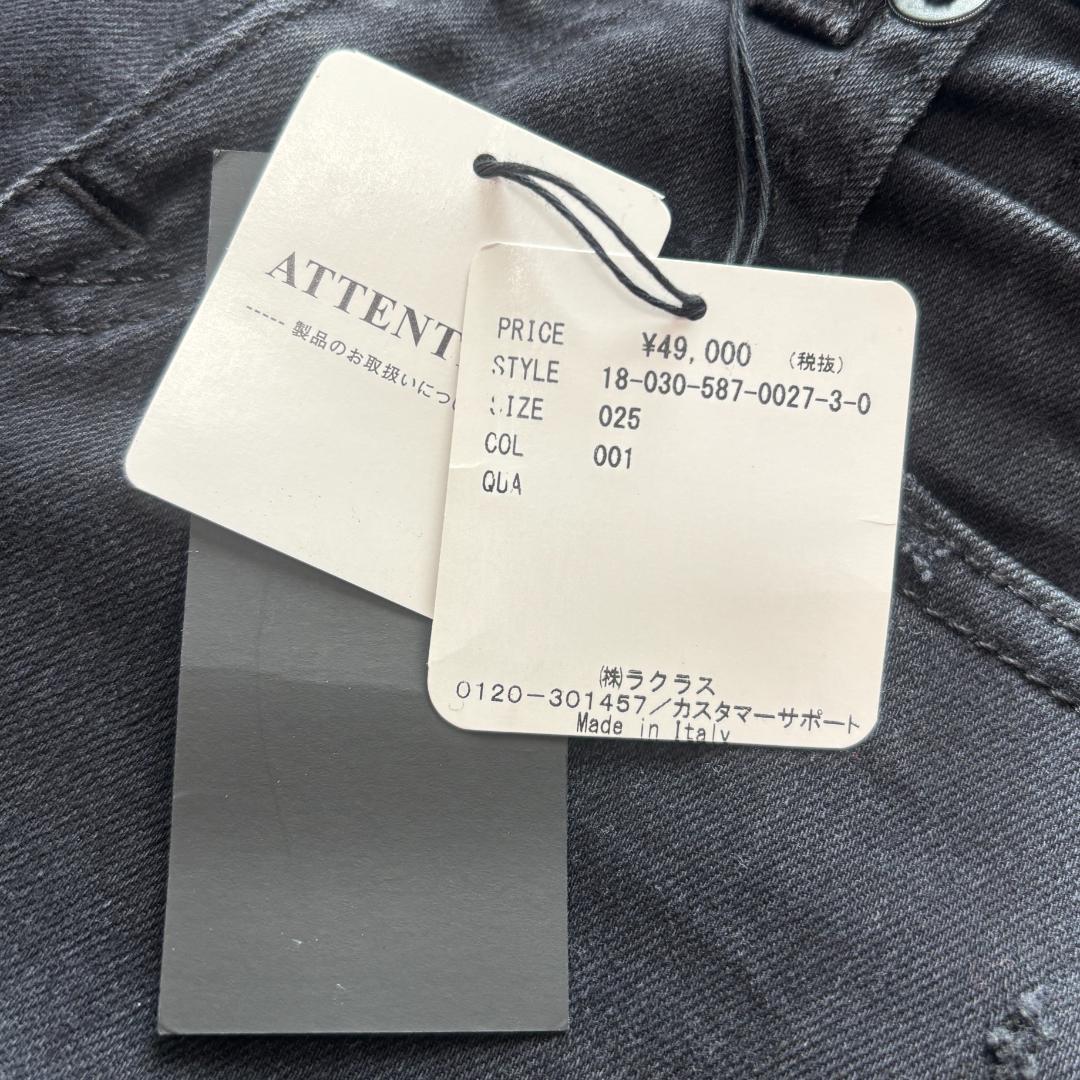 ATTENT
----- 製品のお取扱いにつ
PRICE ¥49,000 (税抜)
STYLE 18-030-587-0027-3-0
SIZE 025
COL 001
QUA
㈱ラクラス
0120-301457/カスタマーサポート
Made in Italy